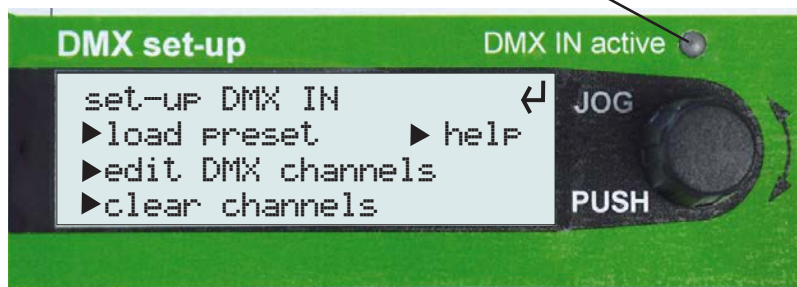 DMX set-up DMX IN active
set-up DMX IN
load preset help
edit DMX channels
clear channels
JOG
PUSH